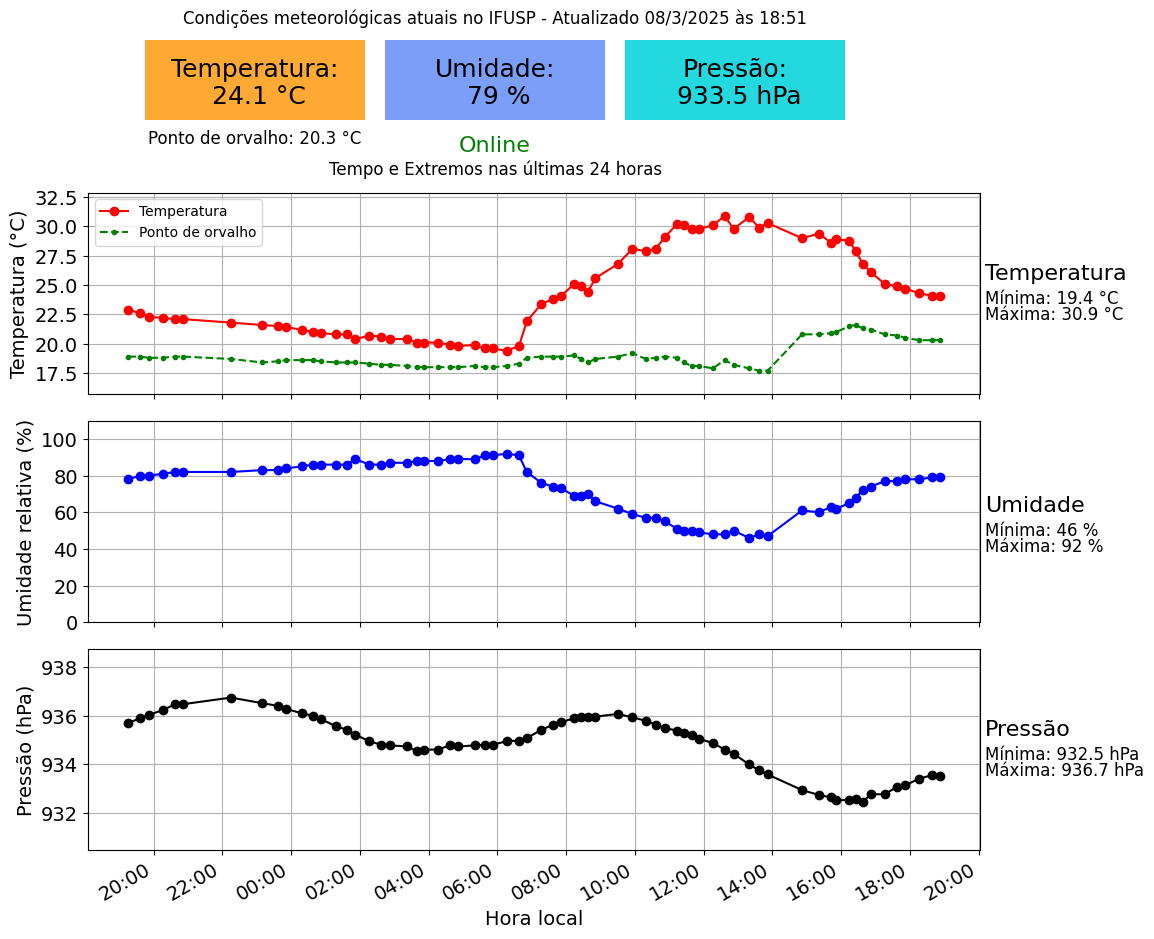 Condições meteorológicas atuais no IFUSP - Atualizado 08/3/2025 às 18:51
Temperatura:
24.1 °C
Umidade:
79 %
Pressão:
933.5 hPa
Ponto de orvalho: 20.3 °C
Online
Tempo e Extremos nas últimas 24 horas
Temperatura (°C)
32.5
30.0
27.5
25.0
22.5
20.0
17.5
Temperatura
Ponto de orvalho
Temperatura
Mínima: 19.4 °C
Máxima: 30.9 °C
Umidade relativa (%)
100
80
60
40
20
0
Umidade
Mínima: 46 %
Máxima: 92 %
Pressão (hPa)
938
936
934
932
Pressão
Mínima: 932.5 hPa
Máxima: 936.7 hPa
20:00
22:00
00:00
02:00
04:00
06:00
08:00
10:00
12:00
14:00
16:00
18:00
20:00
Hora local